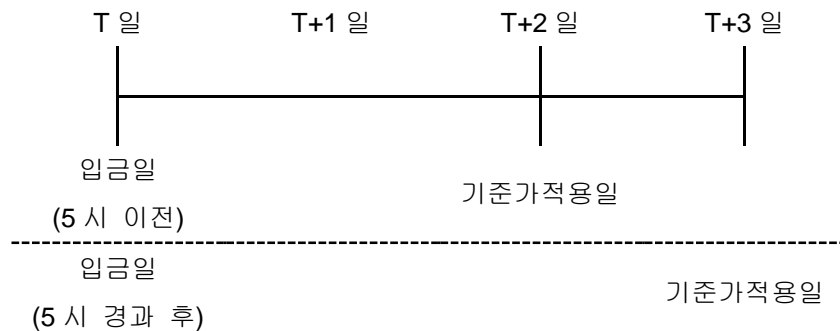 T 일 T+1 일 T+2 일 T+3 일
입금일
(5 시 이전)
기준가적용일
입금일
(5 시 경과 후)
기준가적용일